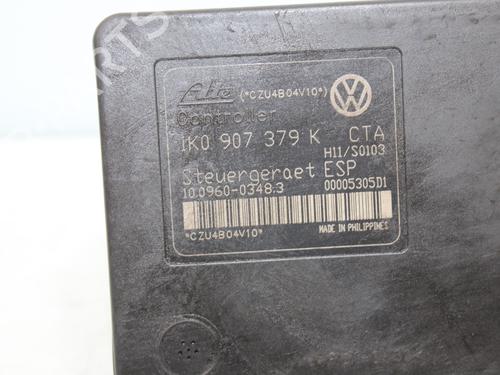 Ate (*CZU4B04V10*)
Controller
1K0 907 379 K CTA
H11/S0103
Steuergeraet ESP
10.0960-0348.3 00005305D1
*CZU4B04V10*
MADE IN PHILIPPINES